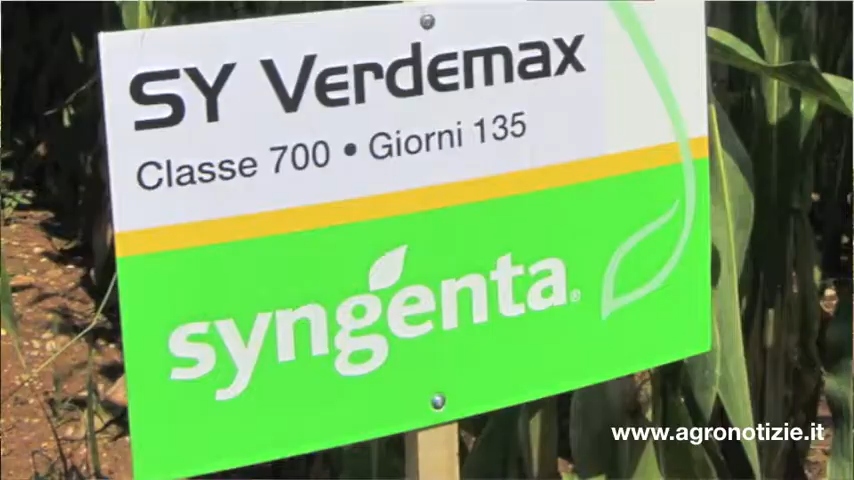 SY Verdemax
Classe 700 • Giorni 135
syngenta®
www.agronotizie.it